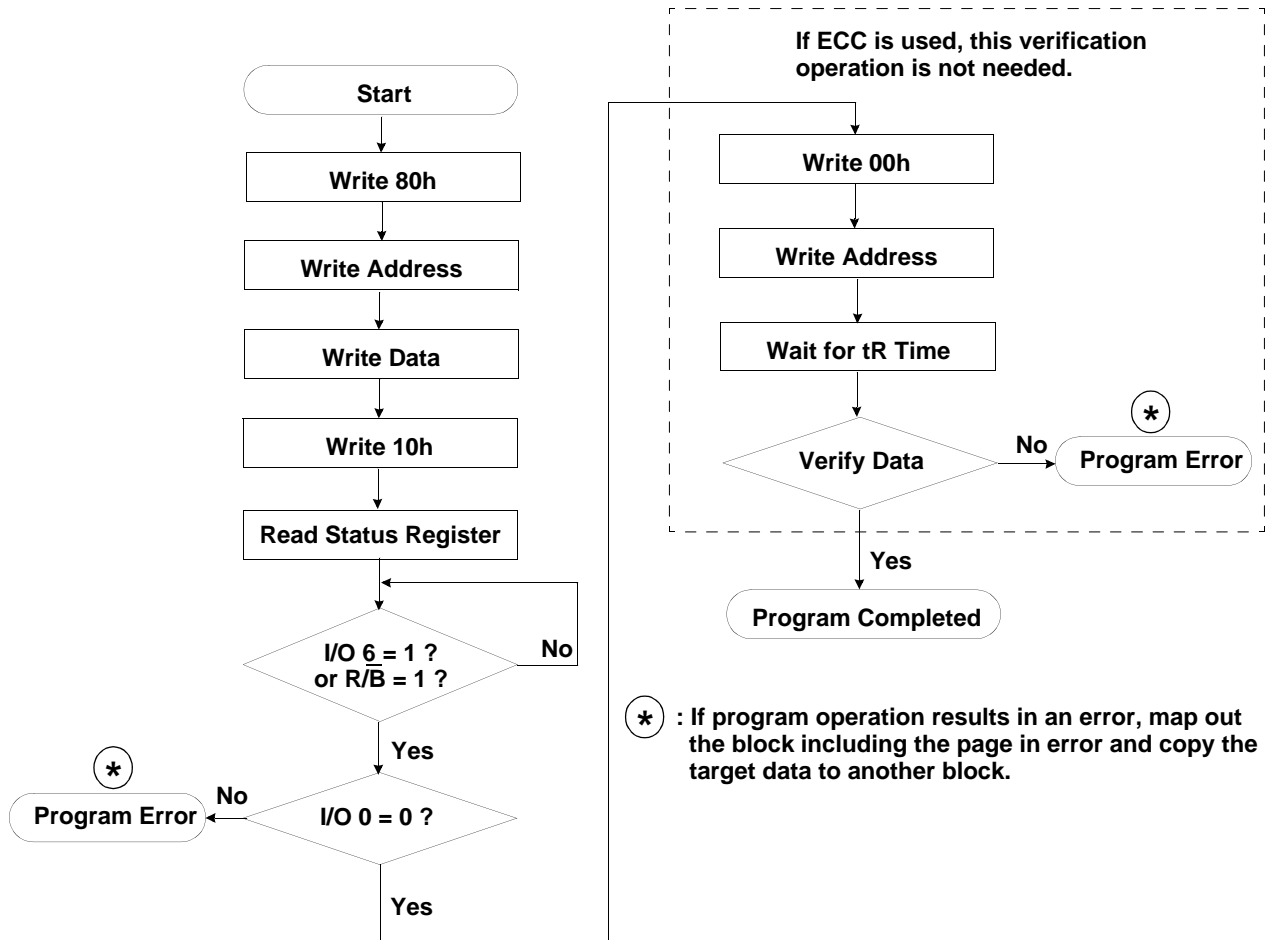 Start
Write 80h
Write Address
Write Data
Write 10h
Read Status Register
I/O 6 = 1 ?
or R/B̅ = 1 ?
No
Yes
*
No
Program Error
I/O 0 = 0 ?
Yes
If ECC is used, this verification
operation is not needed.
Write 00h
Write Address
Wait for tR Time
Verify Data
No
*
Program Error
Yes
Program Completed
* : If program operation results in an error, map out
the block including the page in error and copy the
target data to another block.